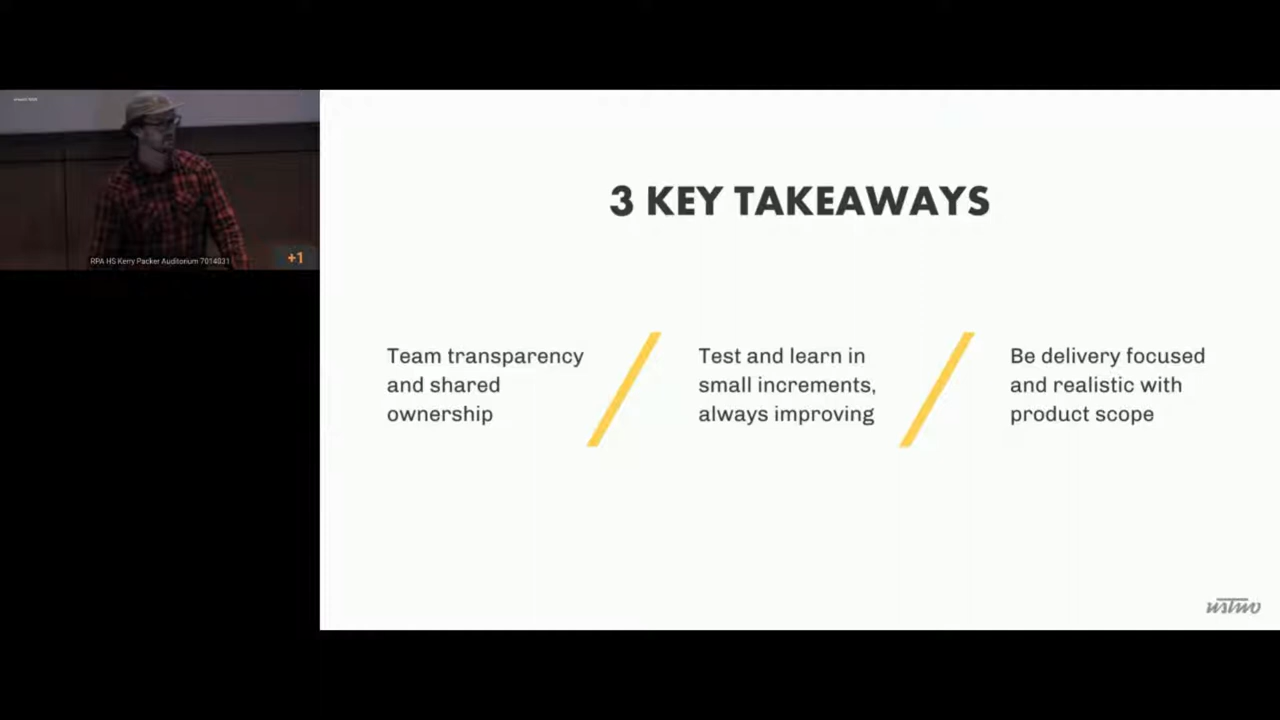 RPA HS Kerry Packer Auditorium 7014031
+1
3 KEY TAKEAWAYS
Team transparency
and shared
ownership
Test and learn in
small increments,
always improving
Be delivery focused
and realistic with
product scope
ustwo